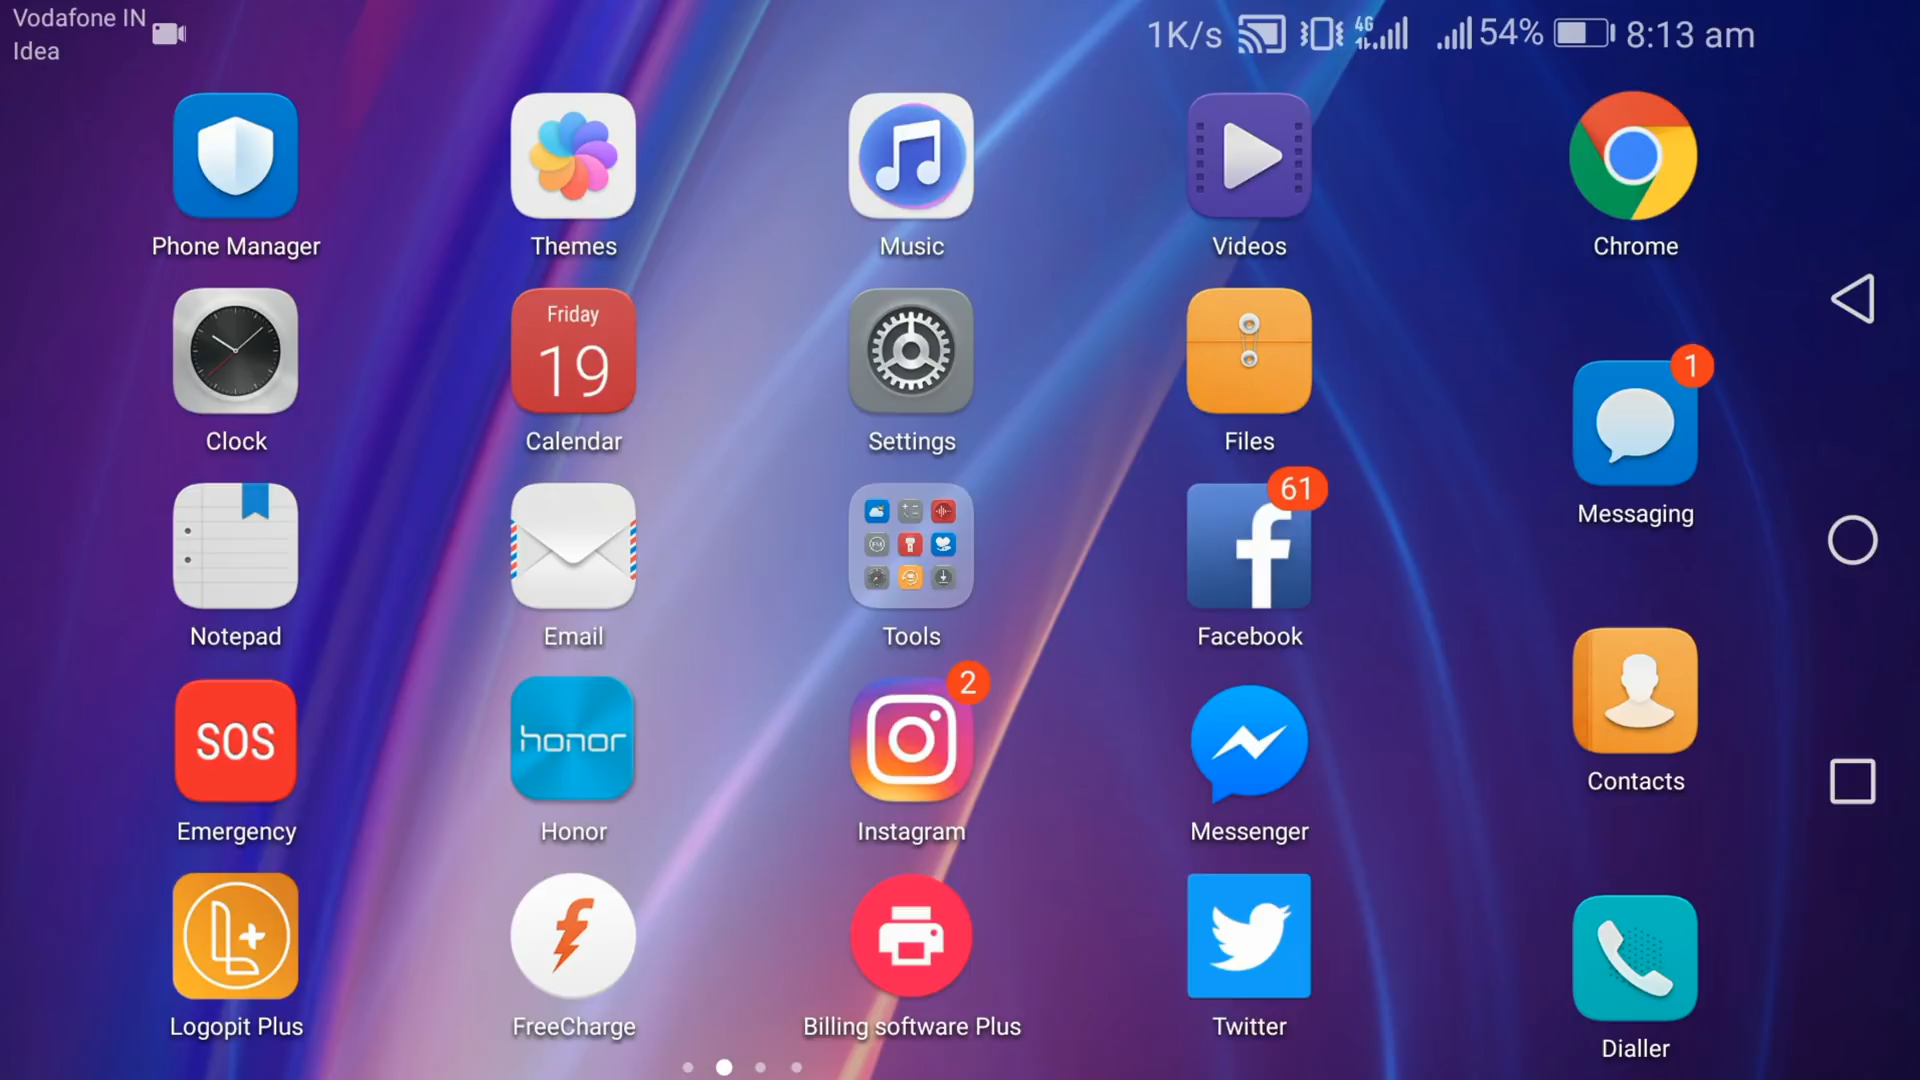 Vodafone IN
Idea
1K/s 4G 54% 8:13 am
Phone Manager
Themes
Music
Videos
Chrome
Friday
19
Clock
Calendar
Settings
Files
1
Messaging
61
Notepad
Email
Tools
Facebook
2
SOS
honor
Contacts
Emergency
Honor
Instagram
Messenger
L+
Logopit Plus
FreeCharge
Billing software Plus
Twitter
Dialler